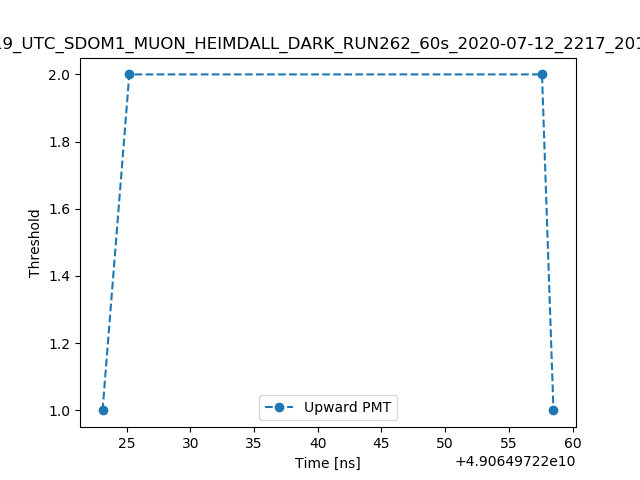 19_UTC_SDOM1_MUON_HEIMDALL_DARK_RUN262_60s_2020-07-12_2217_201
2.0
1.8
1.6
1.4
1.2
1.0
Threshold
Upward PMT
25 30 35 40 45 50 55 60
Time [ns]
+4.90649722e10